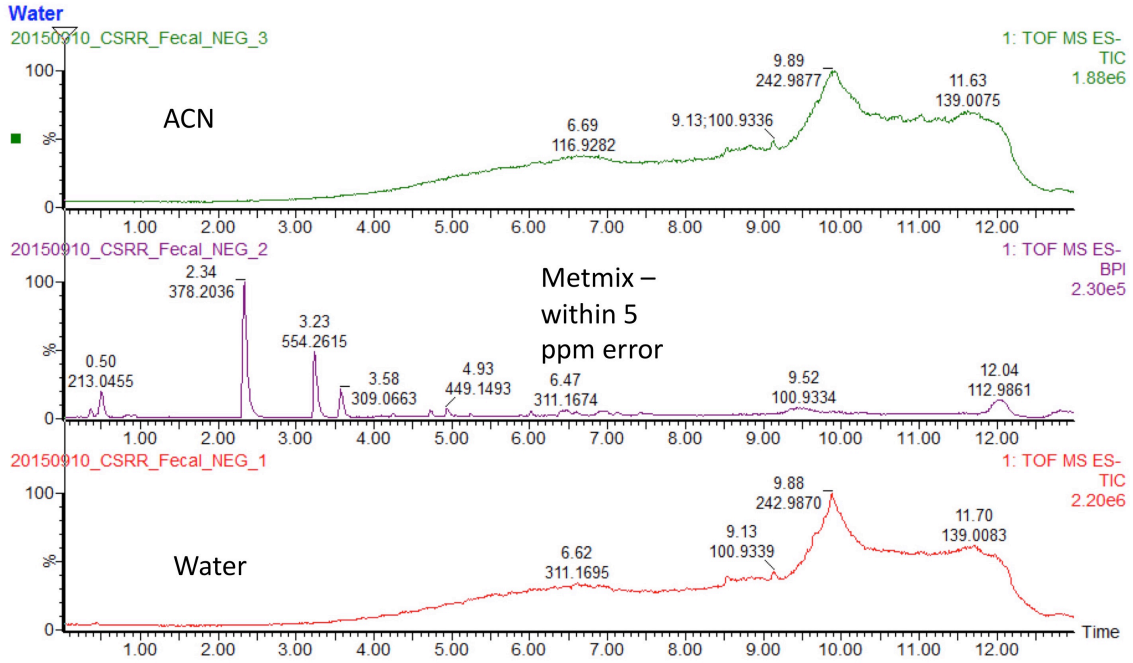 Water
20150910_CSRR_Fecal_NEG_3
1: TOF MS ES-
TIC
1.88e6
100
%
0
ACN
6.69
116.9282
9.13;100.9336
9.89
242.9877
11.63
139.0075
1.00 2.00 3.00 4.00 5.00 6.00 7.00 8.00 9.00 10.00 11.00 12.00
20150910_CSRR_Fecal_NEG_2
1: TOF MS ES-
BPI
2.30e5
100
%
0
Metmix –
within 5
ppm error
0.50
213.0455
2.34
378.2036
3.23
554.2615
3.58
309.0663
4.93
449.1493
6.47
311.1674
9.52
100.9334
12.04
112.9861
1.00 2.00 3.00 4.00 5.00 6.00 7.00 8.00 9.00 10.00 11.00 12.00
20150910_CSRR_Fecal_NEG_1
1: TOF MS ES-
TIC
2.20e6
100
%
0
Water
6.62
311.1695
9.13
100.9339
9.88
242.9870
11.70
139.0083
1.00 2.00 3.00 4.00 5.00 6.00 7.00 8.00 9.00 10.00 11.00 12.00
Time